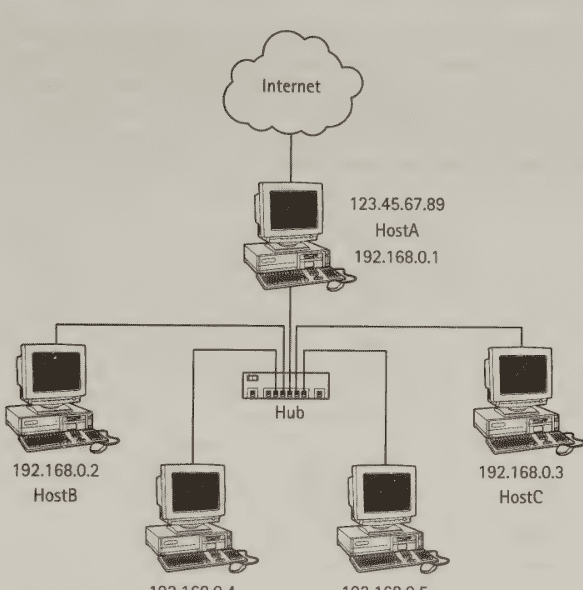 Internet
123.45.67.89
HostA
192.168.0.1
Hub
192.168.0.2
HostB
192.168.0.3
HostC